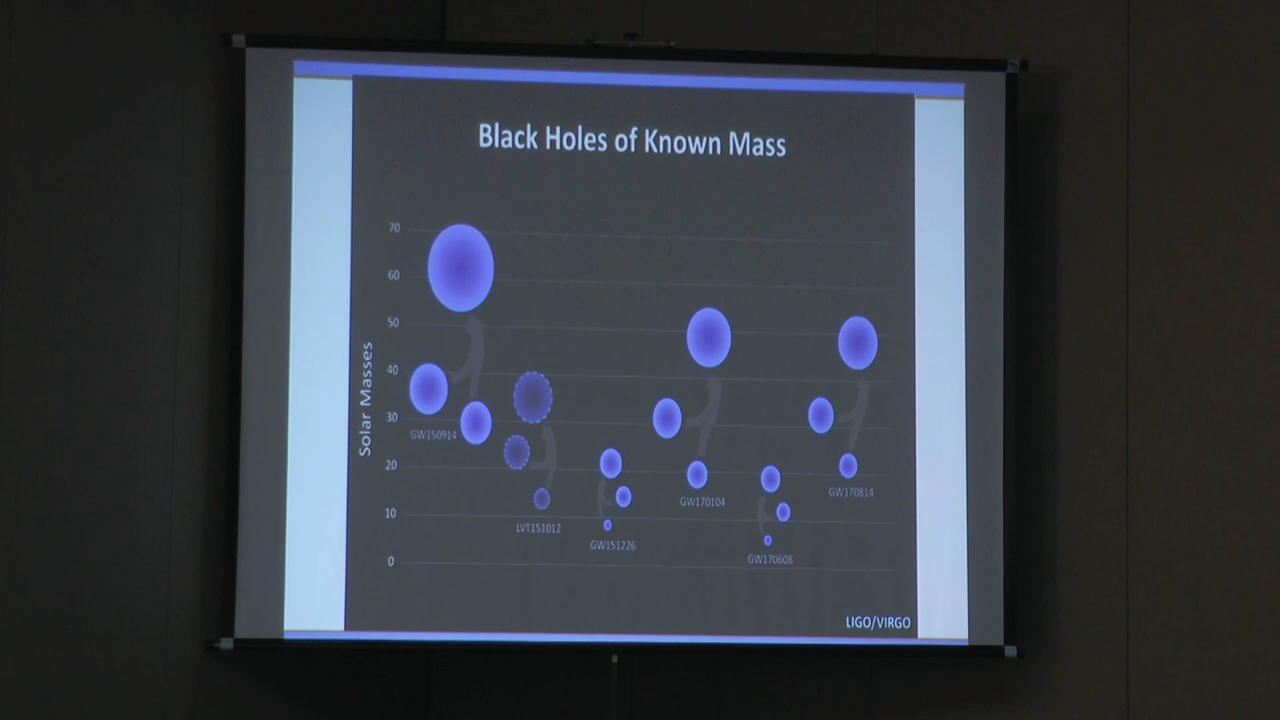 Black Holes of Known Mass
70
60
50
40
30
20
10
0
Solar Masses
GW150914
LVT151012
GW151226
GW170104
GW170608
GW170814
LIGO/VIRGO